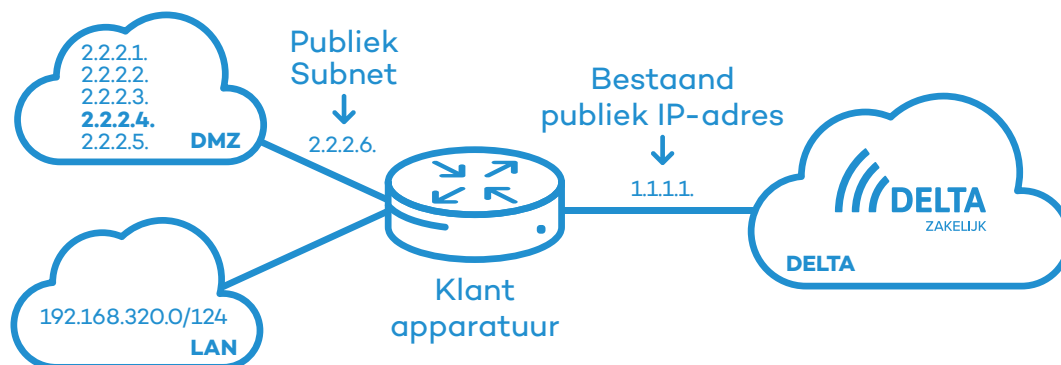 2.2.2.1.
2.2.2.2.
2.2.2.3.
2.2.2.4.
2.2.2.5.
DMZ
Publiek
Subnet
2.2.2.6.
Bestaand
publiek IP-adres
1.1.1.1.
DELTA
ZAKELIJK
DELTA
Klant
apparatuur
192.168.320.0/124
LAN